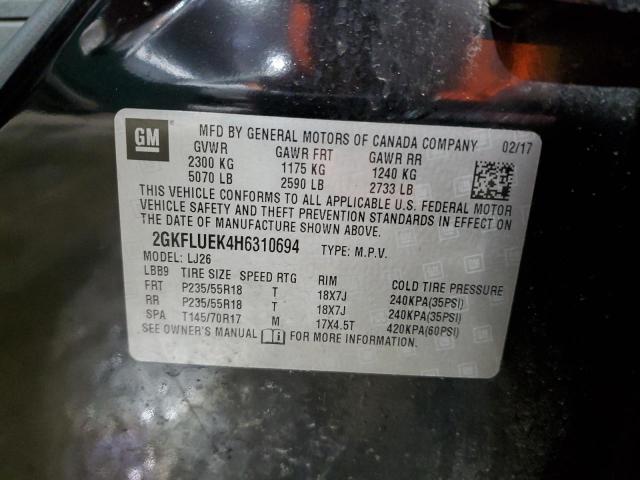 GM
MFD BY GENERAL MOTORS OF CANADA COMPANY 02/17
GVWR GAWR FRT GAWR RR
2300 KG 1175 KG 1240 KG
5070 LB 2590 LB 2733 LB
THIS VEHICLE CONFORMS TO ALL APPLICABLE U.S. FEDERAL MOTOR
VEHICLE SAFETY AND THEFT PREVENTION STANDARDS IN EFFECT ON
THE DATE OF MANUFACTURE SHOWN ABOVE.
2GKFLUEK4H6310694 TYPE: M.P.V.
MODEL: LJ26
LBB9 TIRE SIZE SPEED RTG RIM COLD TIRE PRESSURE
FRT P235/55R18 T 18X7J 240KPA(35PSI)
RR P235/55R18 T 18X7J 240KPA(35PSI)
SPA T145/70R17 M 17X4.5T 420KPA(60PSI)
SEE OWNER'S MANUAL FOR MORE INFORMATION.